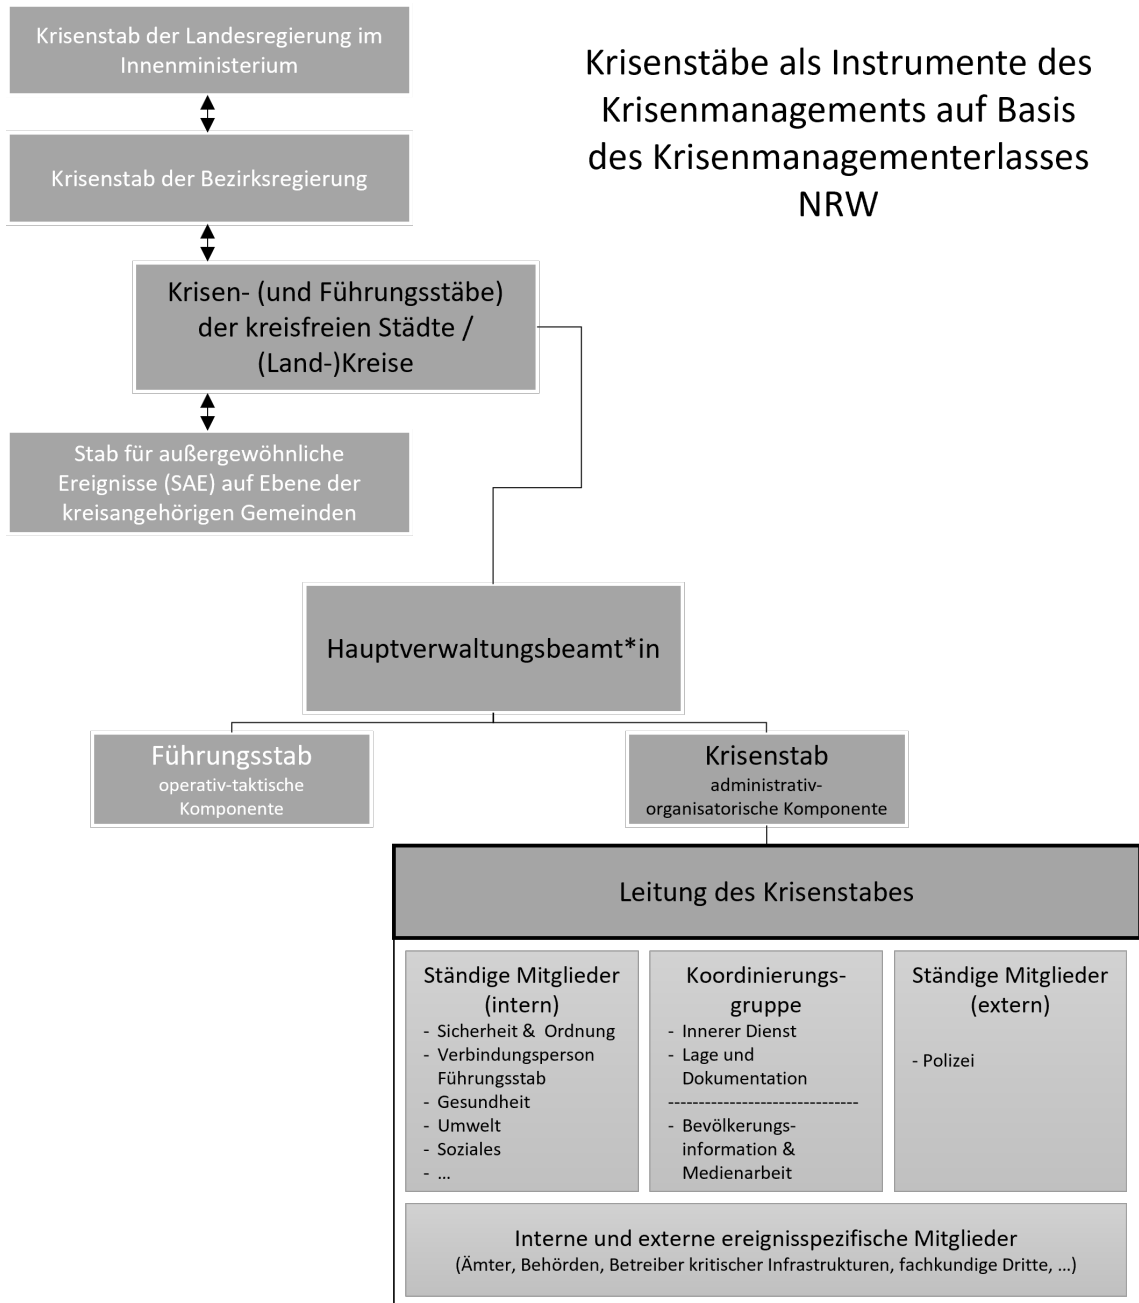 Krisenstab der Landesregierung im
Innenministerium
Krisenstäbe als Instrumente des
Krisenmanagements auf Basis
des Krisenmanagementerlasses
NRW
Krisenstab der Bezirksregierung
Krisen- (und Führungsstäbe)
der kreisfreien Städte /
(Land-)Kreise
Stab für außergewöhnliche
Ereignisse (SAE) auf Ebene der
kreisangehörigen Gemeinden
Hauptverwaltungsbeamt*in
Führungsstab
operativ-taktische
Komponente
Krisenstab
administrativ-
organisatorische Komponente
Leitung des Krisenstabes
Ständige Mitglieder
(intern)
- Sicherheit & Ordnung
- Verbindungsperson
Führungsstab
- Gesundheit
- Umwelt
- Soziales
- ...
Koordinierungs-
gruppe
- Innerer Dienst
- Lage und
Dokumentation
-------------------------------
- Bevölkerungs-
information &
Medienarbeit
Ständige Mitglieder
(extern)
- Polizei
Interne und externe ereignisspezifische Mitglieder
(Ämter, Behörden, Betreiber kritischer Infrastrukturen, fachkundige Dritte, ...)